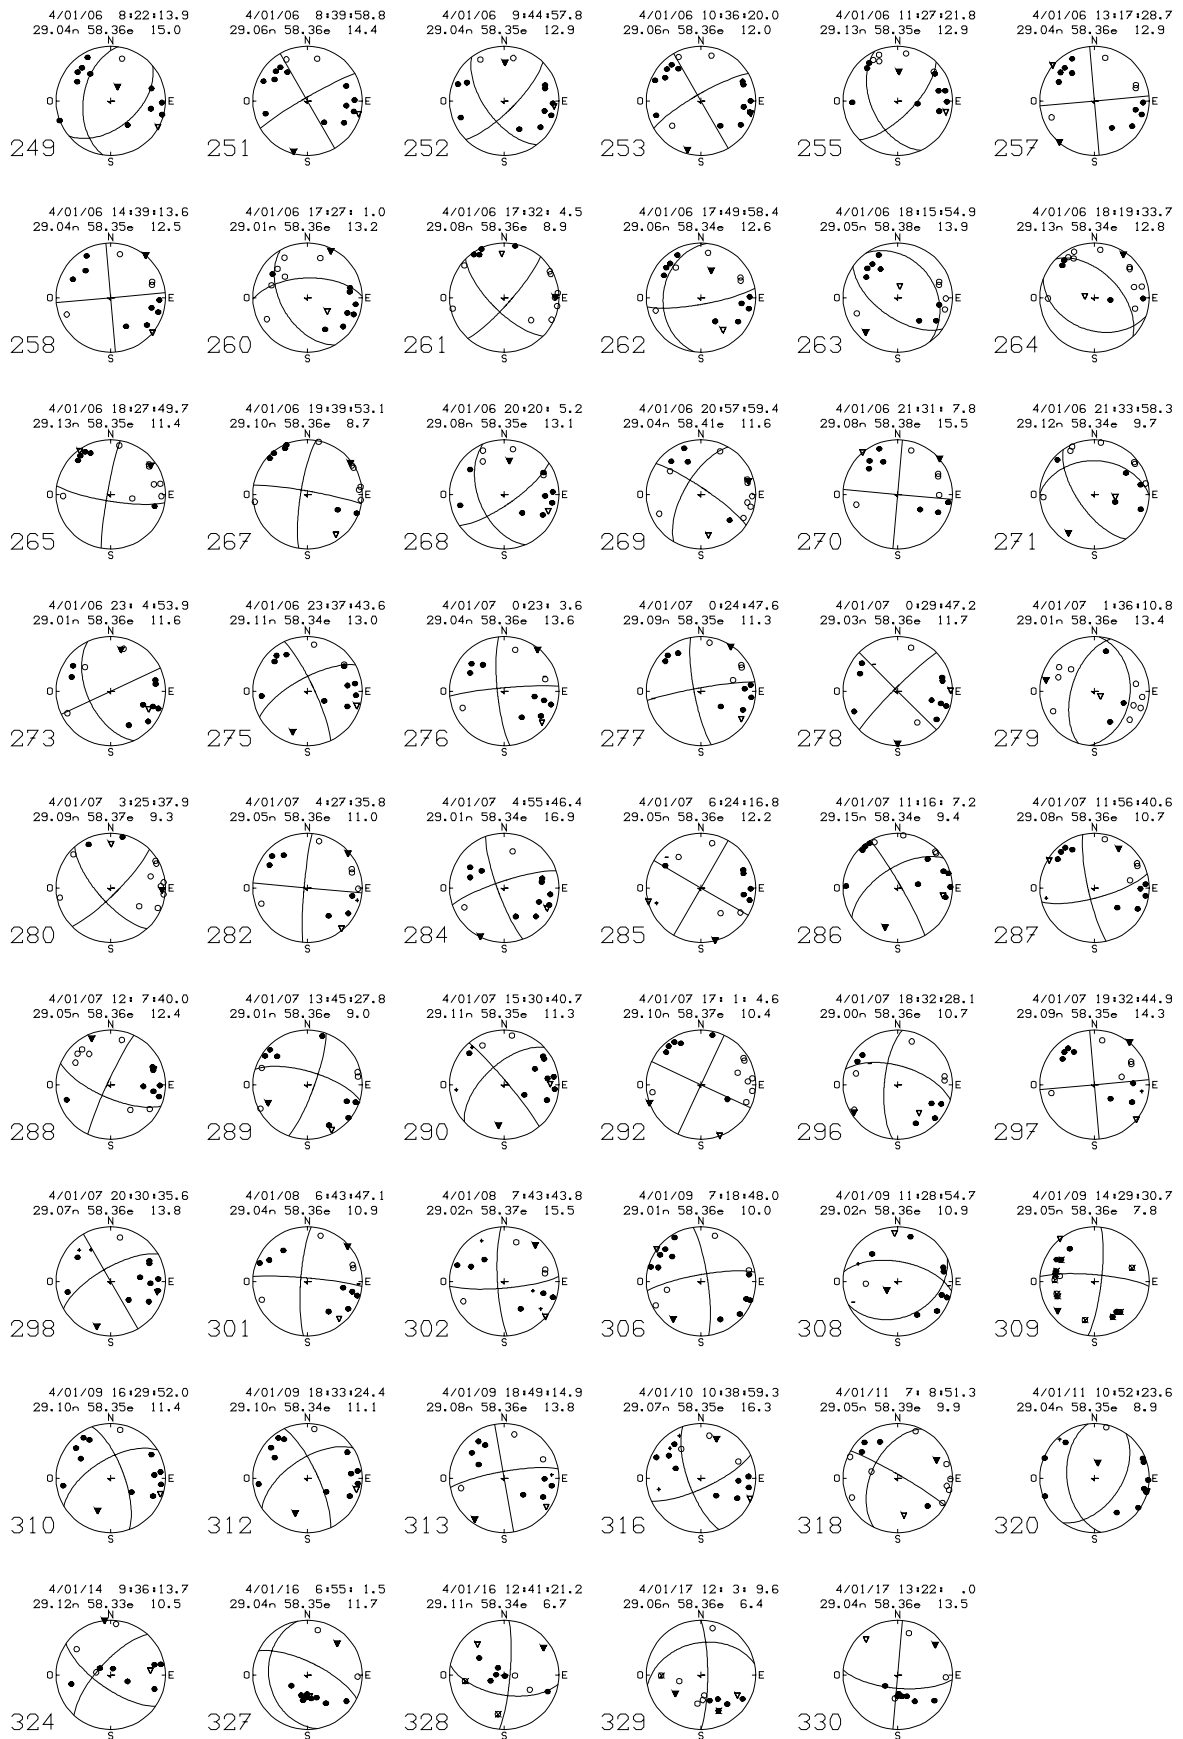 4/01/06 8:22:13.9
29.04n 58.36e 15.0
N
O E
249
S
4/01/06 8:39:58.8
29.06n 58.36e 14.4
N
O E
251
S
4/01/06 9:44:57.8
29.06n 58.35e 12.9
N
O E
252
S
4/01/06 10:36:20.0
29.06n 58.36e 12.0
N
O E
253
S
4/01/06 11:27:21.8
29.13n 58.35e 12.9
N
O E
255
S
4/01/06 13:17:28.7
29.04n 58.36e 12.9
N
O E
257
S
4/01/06 14:39:13.6
29.04n 58.35e 12.5
N
O E
258
S
4/01/06 17:27: 1.0
29.01n 58.36e 13.2
N
O E
260
S
4/01/06 17:32: 4.5
29.08n 58.36e 8.9
N
O E
261
S
4/01/06 17:49:58.4
29.06n 58.34e 12.6
N
O E
262
S
4/01/06 18:15:54.9
29.05n 58.38e 13.9
N
O E
263
S
4/01/06 18:19:33.7
29.13n 58.34e 12.8
N
O E
264
S
4/01/06 18:27:49.7
29.13n 58.35e 11.4
N
O E
265
S
4/01/06 19:39:53.1
29.10n 58.36e 8.7
N
O E
267
S
4/01/06 20:20: 5.2
29.08n 58.35e 13.1
N
O E
268
S
4/01/06 20:57:59.4
29.04n 58.41e 11.6
N
O E
269
S
4/01/06 21:31: 7.8
29.08n 58.38e 15.5
N
O E
270
S
4/01/06 21:33:58.3
29.12n 58.34e 9.7
N
O E
271
S
4/01/06 23: 4:53.9
29.01n 58.36e 11.6
N
O E
273
S
4/01/06 23:37:43.6
29.11n 58.34e 13.0
N
O E
275
S
4/01/07 0:23: 3.6
29.04n 58.36e 13.6
N
O E
276
S
4/01/07 0:24:47.6
29.09n 58.35e 11.3
N
O E
277
S
4/01/07 0:29:47.2
29.03n 58.36e 11.7
N
O E
278
S
4/01/07 1:36:10.8
29.01n 58.36e 13.4
N
O E
279
S
4/01/07 3:25:37.9
29.09n 58.37e 9.3
N
O E
280
S
4/01/07 4:27:35.8
29.05n 58.36e 11.0
N
O E
282
S
4/01/07 4:55:46.4
29.01n 58.34e 16.9
N
O E
284
S
4/01/07 6:24:16.8
29.05n 58.36e 12.2
N
O E
285
S
4/01/07 11:16: 7.2
29.15n 58.34e 9.4
N
O E
286
S
4/01/07 11:56:40.6
29.08n 58.36e 10.7
N
O E
287
S
4/01/07 12: 7:40.0
29.05n 58.36e 12.4
N
O E
288
S
4/01/07 13:45:27.8
29.01n 58.36e 9.0
N
O E
289
S
4/01/07 15:30:40.7
29.11n 58.35e 11.3
N
O E
290
S
4/01/07 17: 1: 4.6
29.10n 58.37e 10.4
N
O E
292
S
4/01/07 18:32:28.1
29.00n 58.36e 10.7
N
O E
296
S
4/01/07 19:32:44.9
29.09n 58.35e 14.3
N
O E
297
S
4/01/07 20:30:35.6
29.07n 58.36e 13.8
N
O E
298
S
4/01/08 6:43:47.1
29.04n 58.36e 10.9
N
O E
301
S
4/01/08 7:43:43.8
29.02n 58.37e 15.5
N
O E
302
S
4/01/09 7:18:48.0
29.01n 58.36e 10.0
N
O E
306
S
4/01/09 11:28:54.7
29.02n 58.36e 10.9
N
O E
308
S
4/01/09 14:29:30.7
29.05n 58.36e 7.8
N
O E
309
S
4/01/09 16:29:52.0
29.10n 58.36e 11.4
N
O E
310
S
4/01/09 18:33:24.4
29.10n 58.34e 11.1
N
O E
312
S
4/01/09 18:49:14.9
29.08n 58.36e 13.8
N
O E
313
S
4/01/10 10:38:59.3
29.07n 58.35e 16.3
N
O E
316
S
4/01/11 7: 8:51.3
29.05n 58.39e 9.9
N
O E
318
S
4/01/11 10:52:23.6
29.04n 58.35e 8.9
N
O E
320
S
4/01/14 9:36:13.7
29.12n 58.33e 10.5
N
O E
324
S
4/01/16 6:55: 1.5
29.04n 58.35e 11.7
N
O E
327
S
4/01/16 12:41:21.2
29.11n 58.34e 6.7
N
O E
328
S
4/01/17 12: 3: 9.6
29.06n 58.36e 6.4
N
O E
329
S
4/01/17 13:22: .0
29.04n 58.36e 13.5
N
O E
330
S